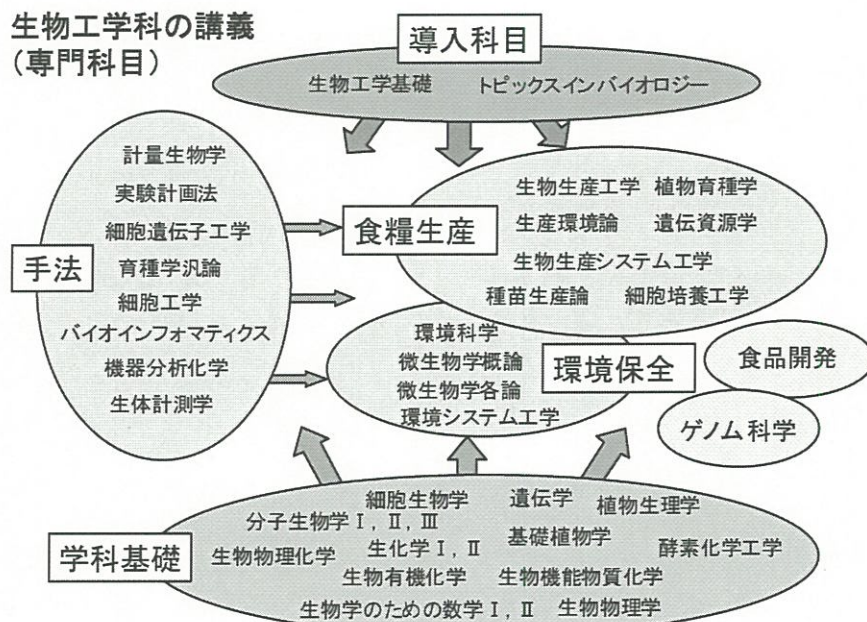 生物工学科の講義
(専門科目)
導入科目
生物工学基礎 トピックスインバイオロジー
手法
計量生物学
実験計画法
細胞遺伝子工学
育種学汎論
細胞工学
バイオインフォマティクス
機器分析化学
生体計測学
食糧生産
生物生産工学 植物育種学
生産環境論 遺伝資源学
生物生産システム工学
種苗生産論 細胞培養工学
環境保全
環境科学
微生物学概論
微生物学各論
環境システム工学
食品開発
ゲノム科学
学科基礎
細胞生物学 遺伝学 植物生理学
分子生物学Ⅰ,Ⅱ,Ⅲ
生物物理化学 生化学Ⅰ,Ⅱ 基礎植物学 酵素化学工学
生物有機化学 生物機能物質化学
生物学のための数学Ⅰ,Ⅱ 生物物理学